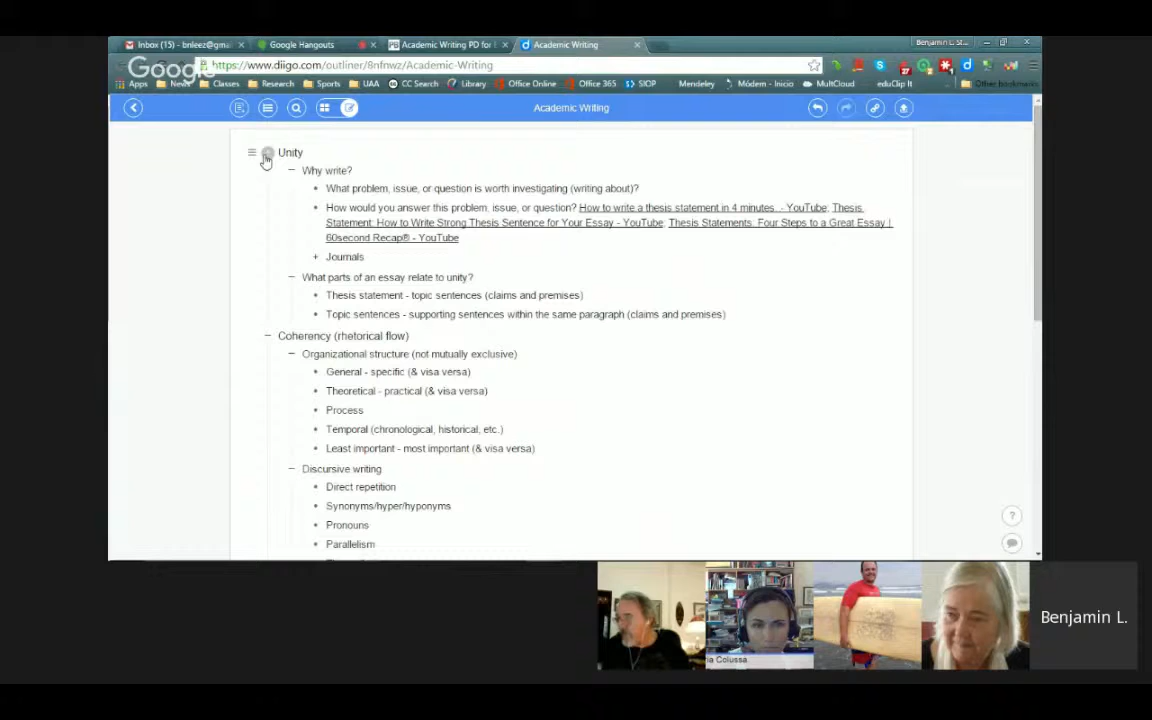 Inbox (15) - bnleez@gma
Google Hangouts
Academic Writing PD for
Academic Writing
Benjamin L. St
Google
https://www.diigo.com/outliner/8nfnwz/Academic-Writing
Apps
News
Classes
Research
Spanish
UAA
CC Search
Library
Office Online
Office 365
SIOP
Mendeley
Módem - Inicio
MultCloud
eduClip It
Other bookmarks
Academic Writing
Unity
Why write?
What problem, issue, or question is worth investigating (writing about)?
How would you answer this problem, issue, or question? How to write a thesis statement in 4 minutes. - YouTube; Thesis
Statement: How to Write Strong Thesis Sentence for Your Essay - YouTube; Thesis Statements: Four Steps to a Great Essay |
60second Recap® - YouTube
+ Journals
What parts of an essay relate to unity?
Thesis statement - topic sentences (claims and premises)
Topic sentences - supporting sentences within the same paragraph (claims and premises)
Coherency (rhetorical flow)
Organizational structure (not mutually exclusive)
General - specific (& visa versa)
Theoretical - practical (& visa versa)
Process
Temporal (chronological, historical, etc.)
Least important - most important (& visa versa)
Discursive writing
Direct repetition
Synonyms/hyper/hyponyms
Pronouns
Parallelism
?
Benjamin L.
ia Colussa